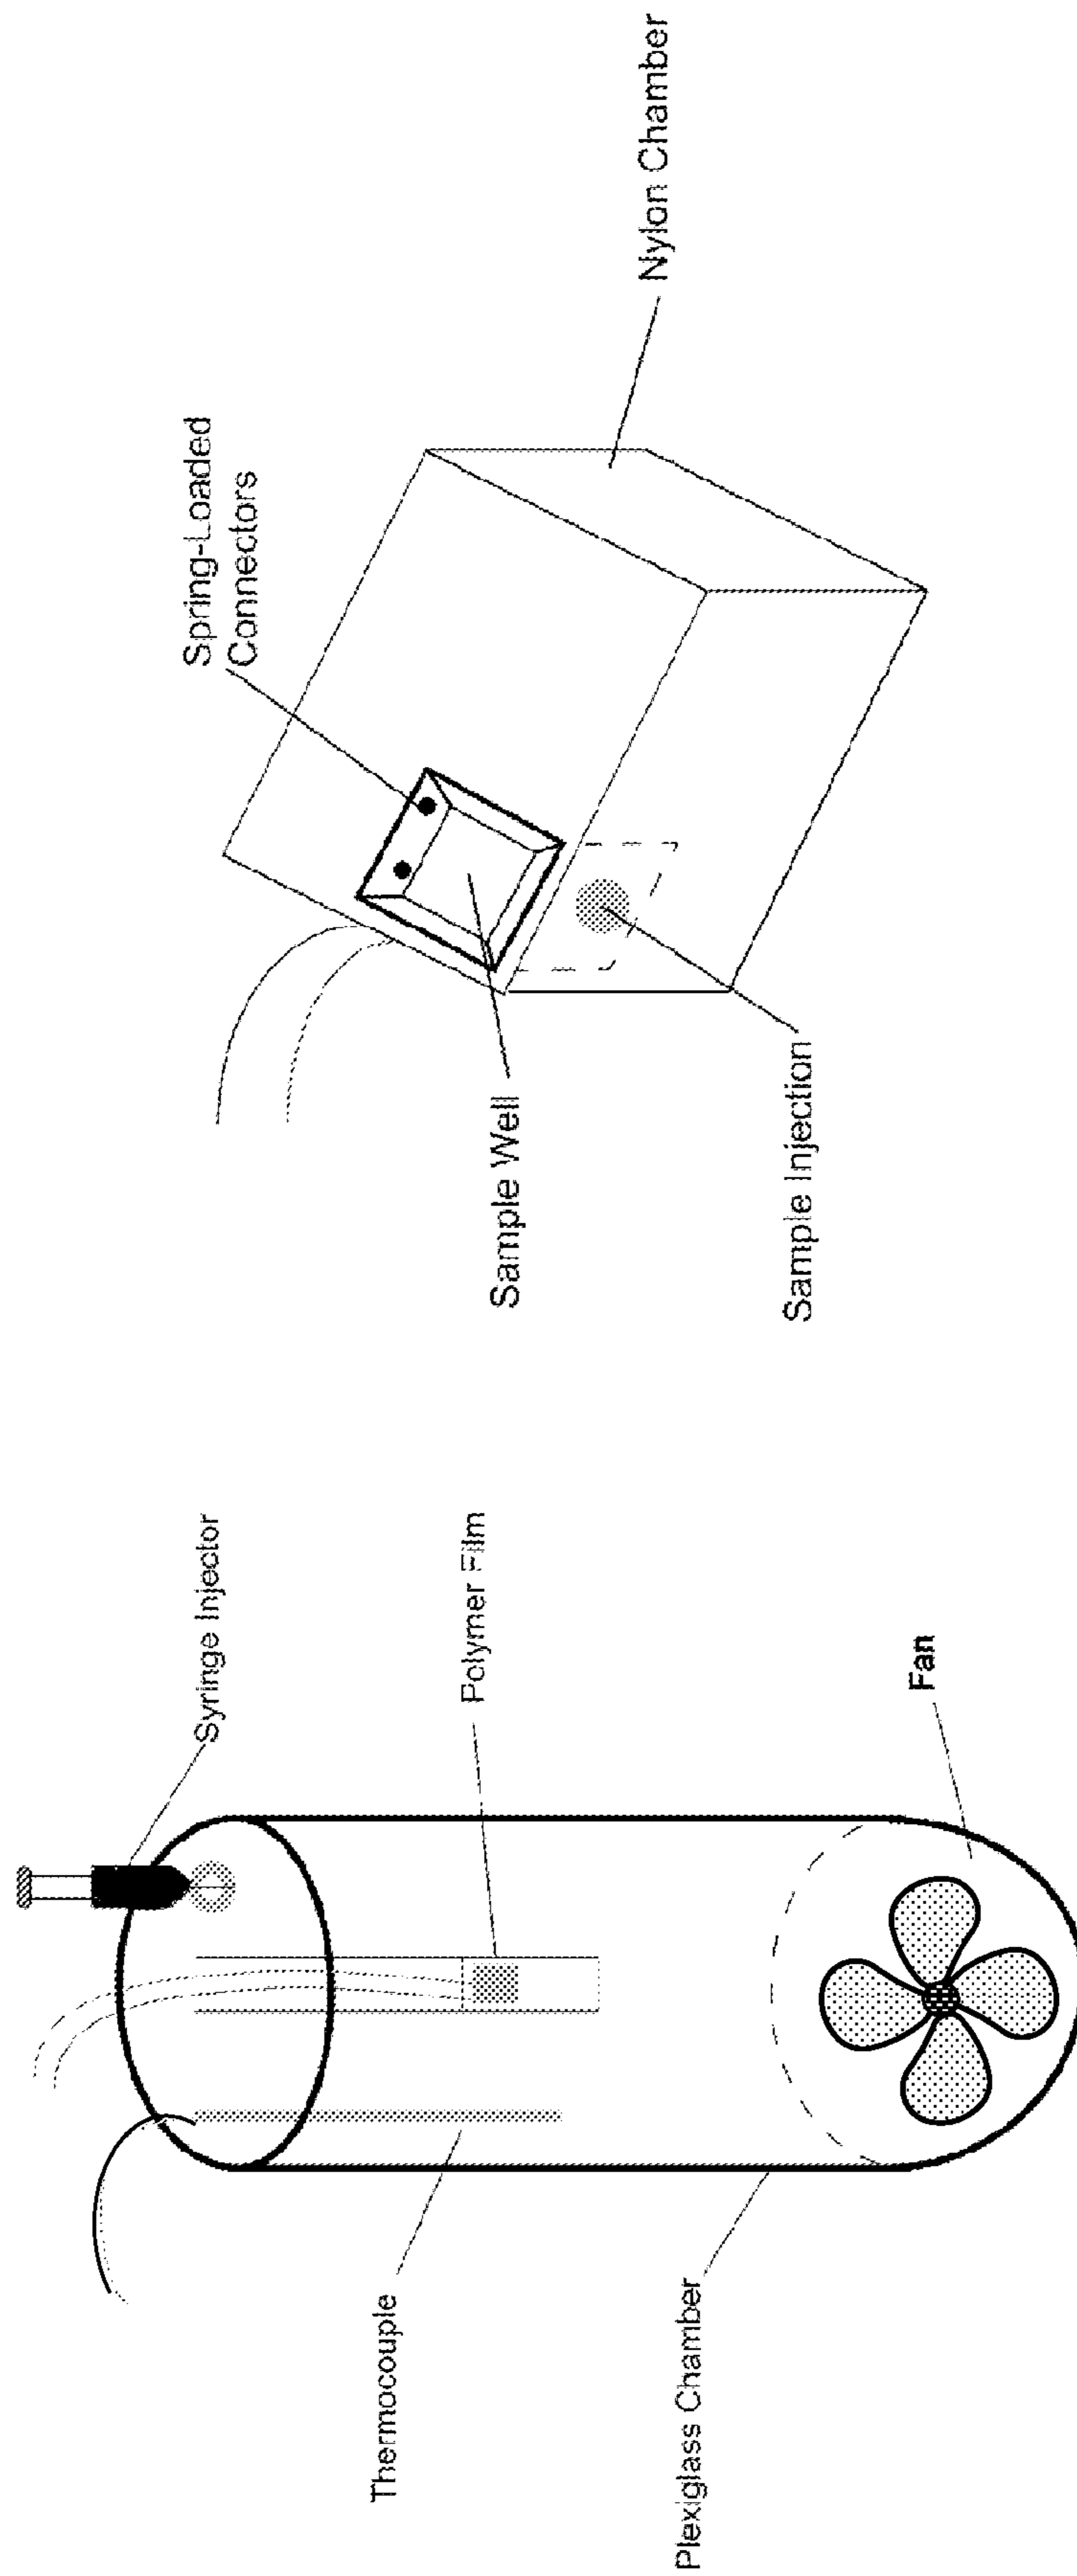 Syringe Injector
Thermocouple
Polymer Film
Plexiglass Chamber
Fan
Spring-Loaded
Connectors
Sample Well
Nylon Chamber
Sample Injection